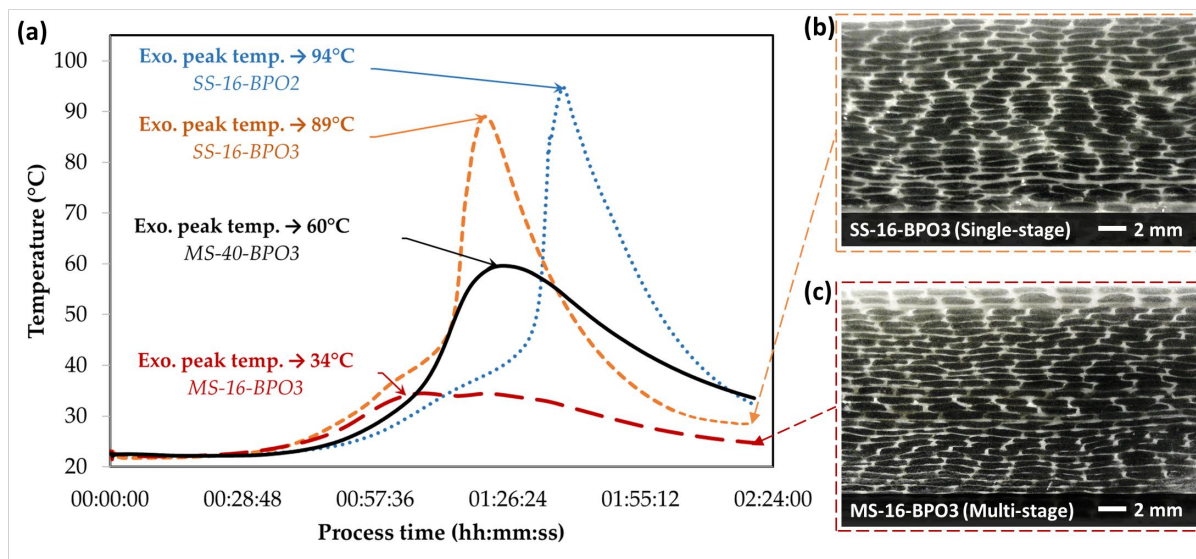 (a)
Exo. peak temp. → 94°C
SS-16-BPO2
Exo. peak temp. → 89°C
SS-16-BPO3
Exo. peak temp. → 60°C
MS-40-BPO3
Exo. peak temp. → 34°C
MS-16-BPO3
Temperature (°C)
100
90
80
70
60
50
40
30
20
00:00:00 00:28:48 00:57:36 01:26:24 01:55:12 02:24:00
Process time (hh:mm:ss)
(b)
SS-16-BPO3 (Single-stage) 2 mm
(c)
MS-16-BPO3 (Multi-stage) 2 mm